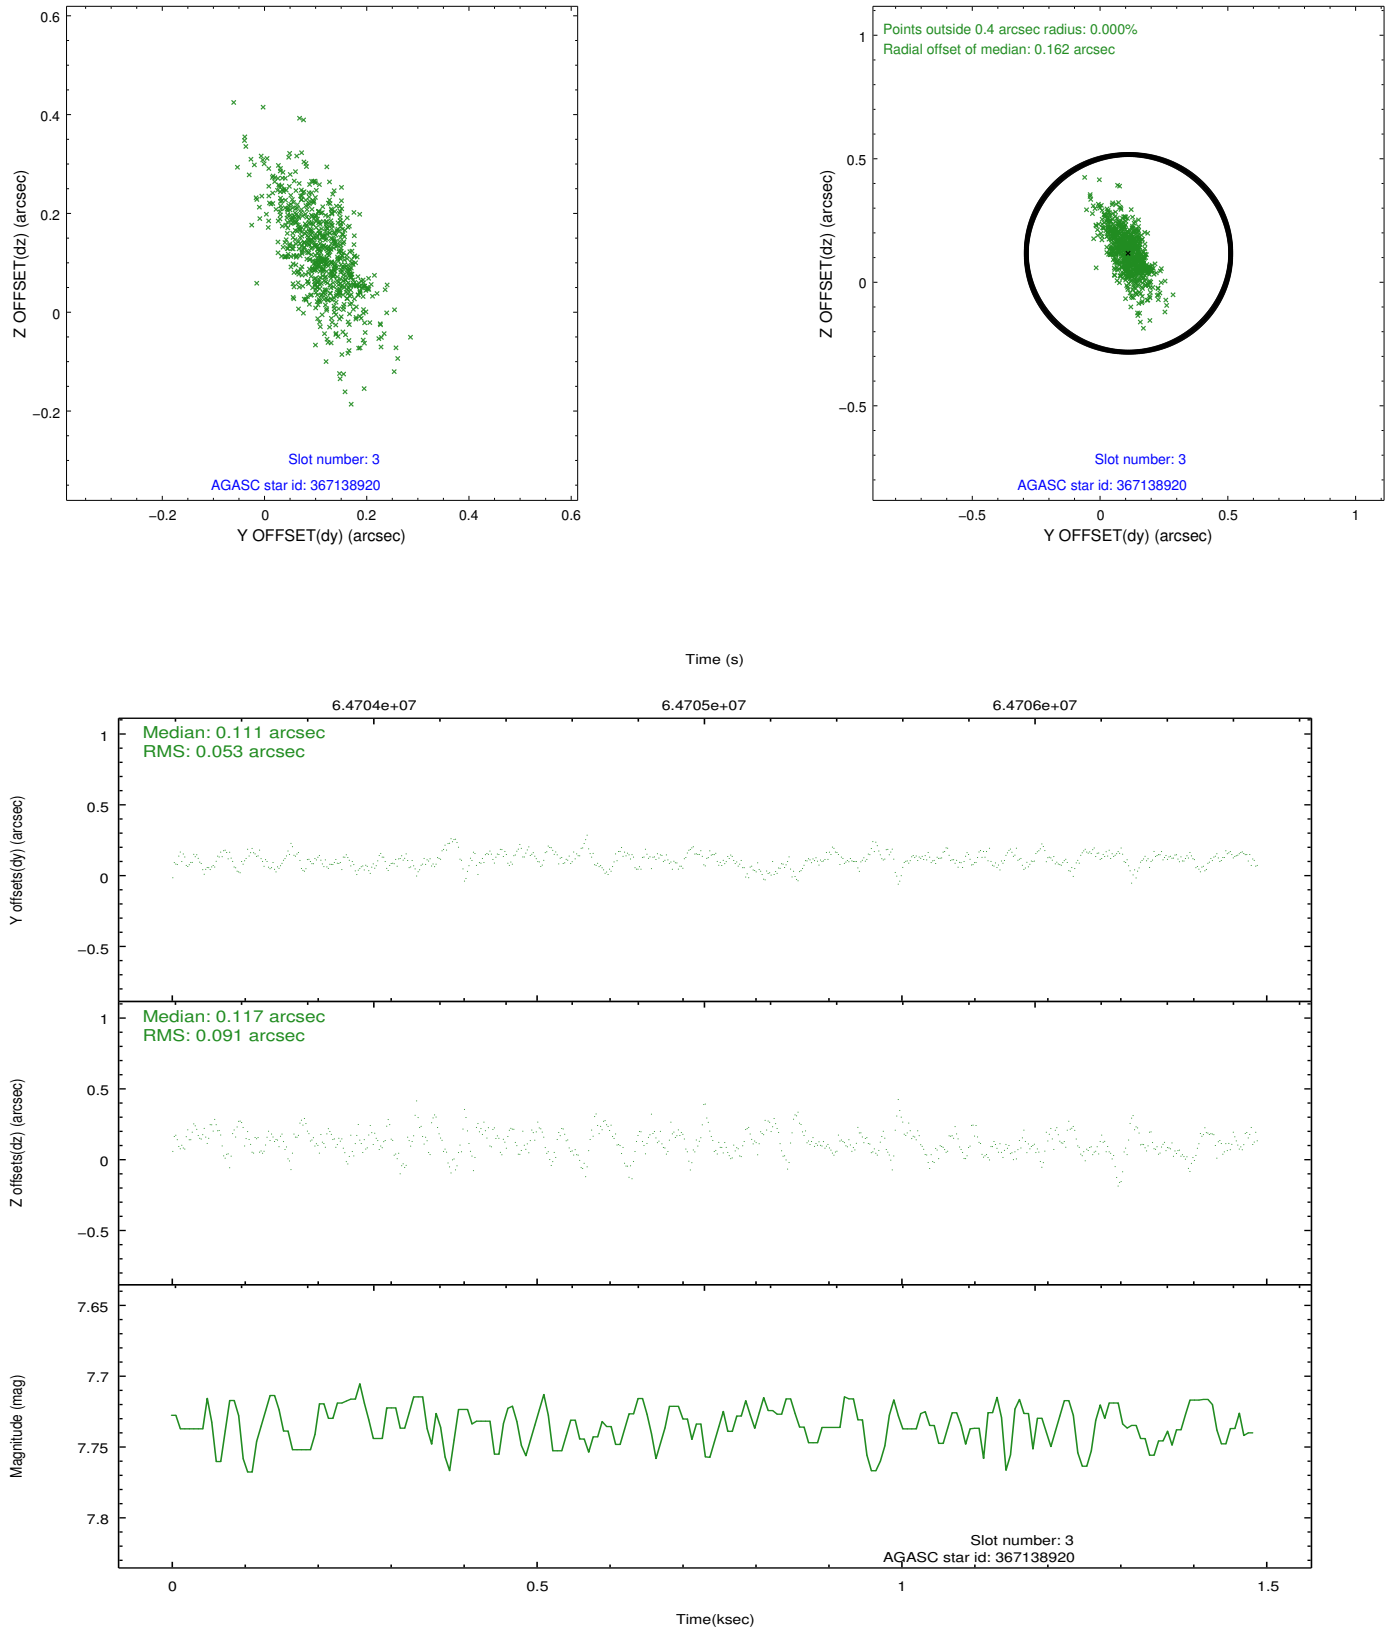 0.6
0.4
0.2
0
−0.2
Z OFFSET(dz) (arcsec)
Slot number: 3
AGASC star id: 367138920
−0.2 0 0.2 0.4 0.6
Y OFFSET(dy) (arcsec)
Points outside 0.4 arcsec radius: 0.000%
Radial offset of median: 0.162 arcsec
1
0.5
0
−0.5
Z OFFSET(dz) (arcsec)
Slot number: 3
AGASC star id: 367138920
−0.5 0 0.5 1
Y OFFSET(dy) (arcsec)
Time (s)
6.4704e+07 6.4705e+07 6.4706e+07
Median: 0.111 arcsec
RMS: 0.053 arcsec
1
0.5
0
−0.5
Y offsets(dy) (arcsec)
Median: 0.117 arcsec
RMS: 0.091 arcsec
1
0.5
0
−0.5
Z offsets(dz) (arcsec)
7.65
7.7
7.75
7.8
Magnitude (mag)
Slot number: 3
AGASC star id: 367138920
0 0.5 1 1.5
Time(ksec)